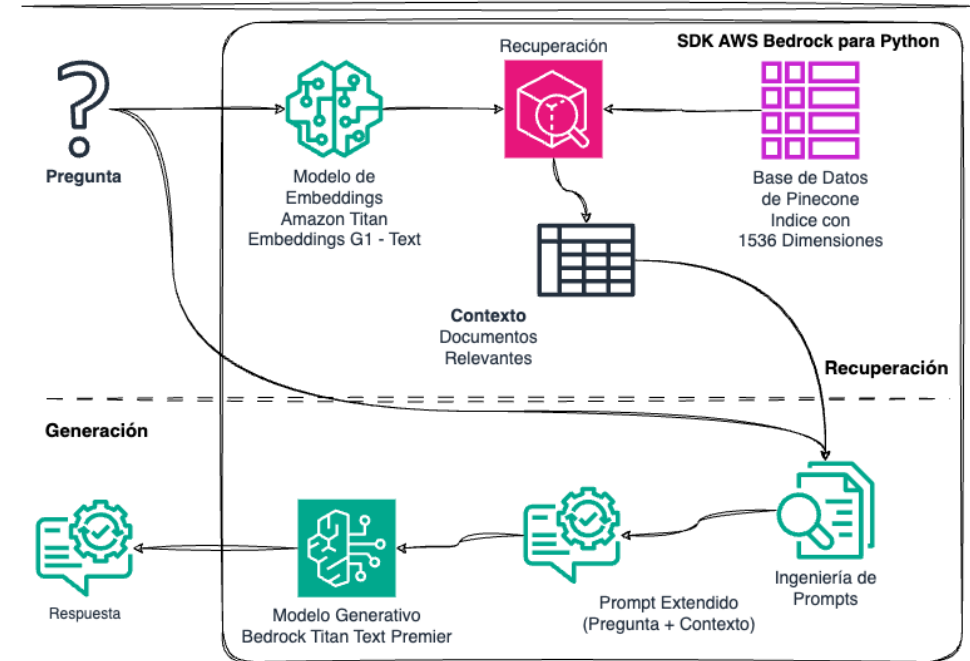 Recuperación
SDK AWS Bedrock para Python
Pregunta
Modelo de
Embeddings
Amazon Titan
Embeddings G1 - Text
Base de Datos
de Pinecone
Indice con
1536 Dimensiones
Contexto
Documentos
Relevantes
Recuperación
Generación
Respuesta
Modelo Generativo
Bedrock Titan Text Premier
Prompt Extendido
(Pregunta + Contexto)
Ingeniería de
Prompts